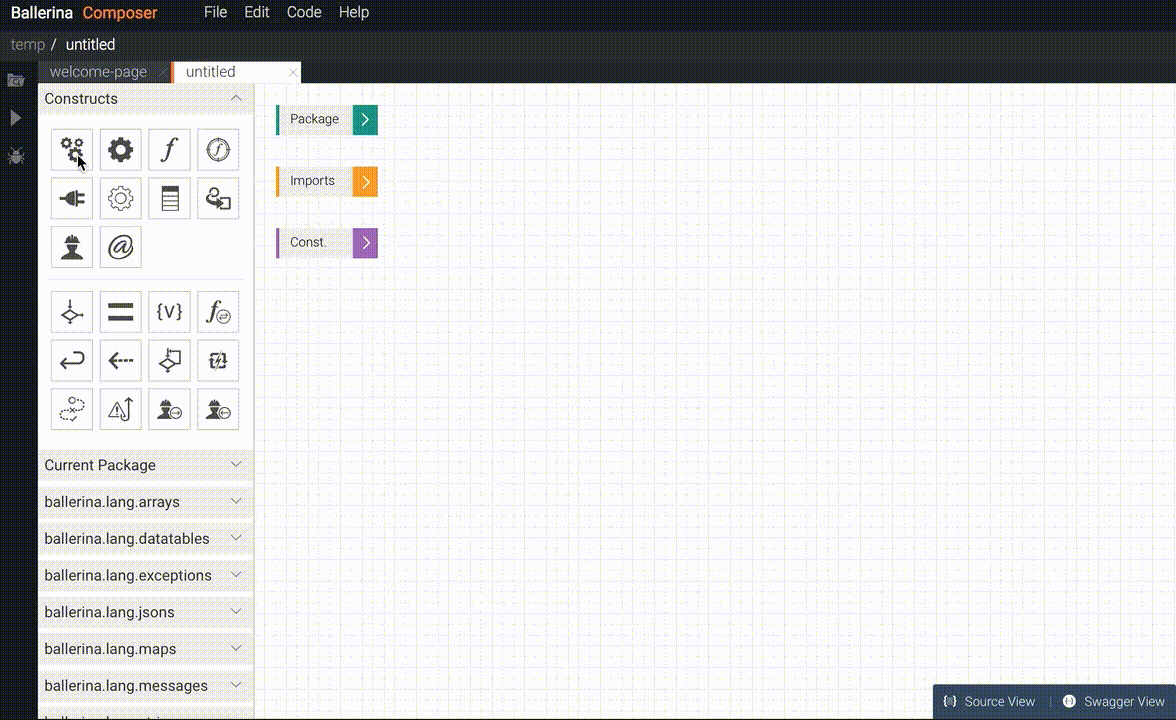 Ballerina Composer File Edit Code Help
temp / untitled
welcome-page × untitled ×
Constructs
Package
Imports
Const.
{V}
Current Package
ballerina.lang.arrays
ballerina.lang.datatables
ballerina.lang.exceptions
ballerina.lang.jsons
ballerina.lang.maps
ballerina.lang.messages
Source View | Swagger View